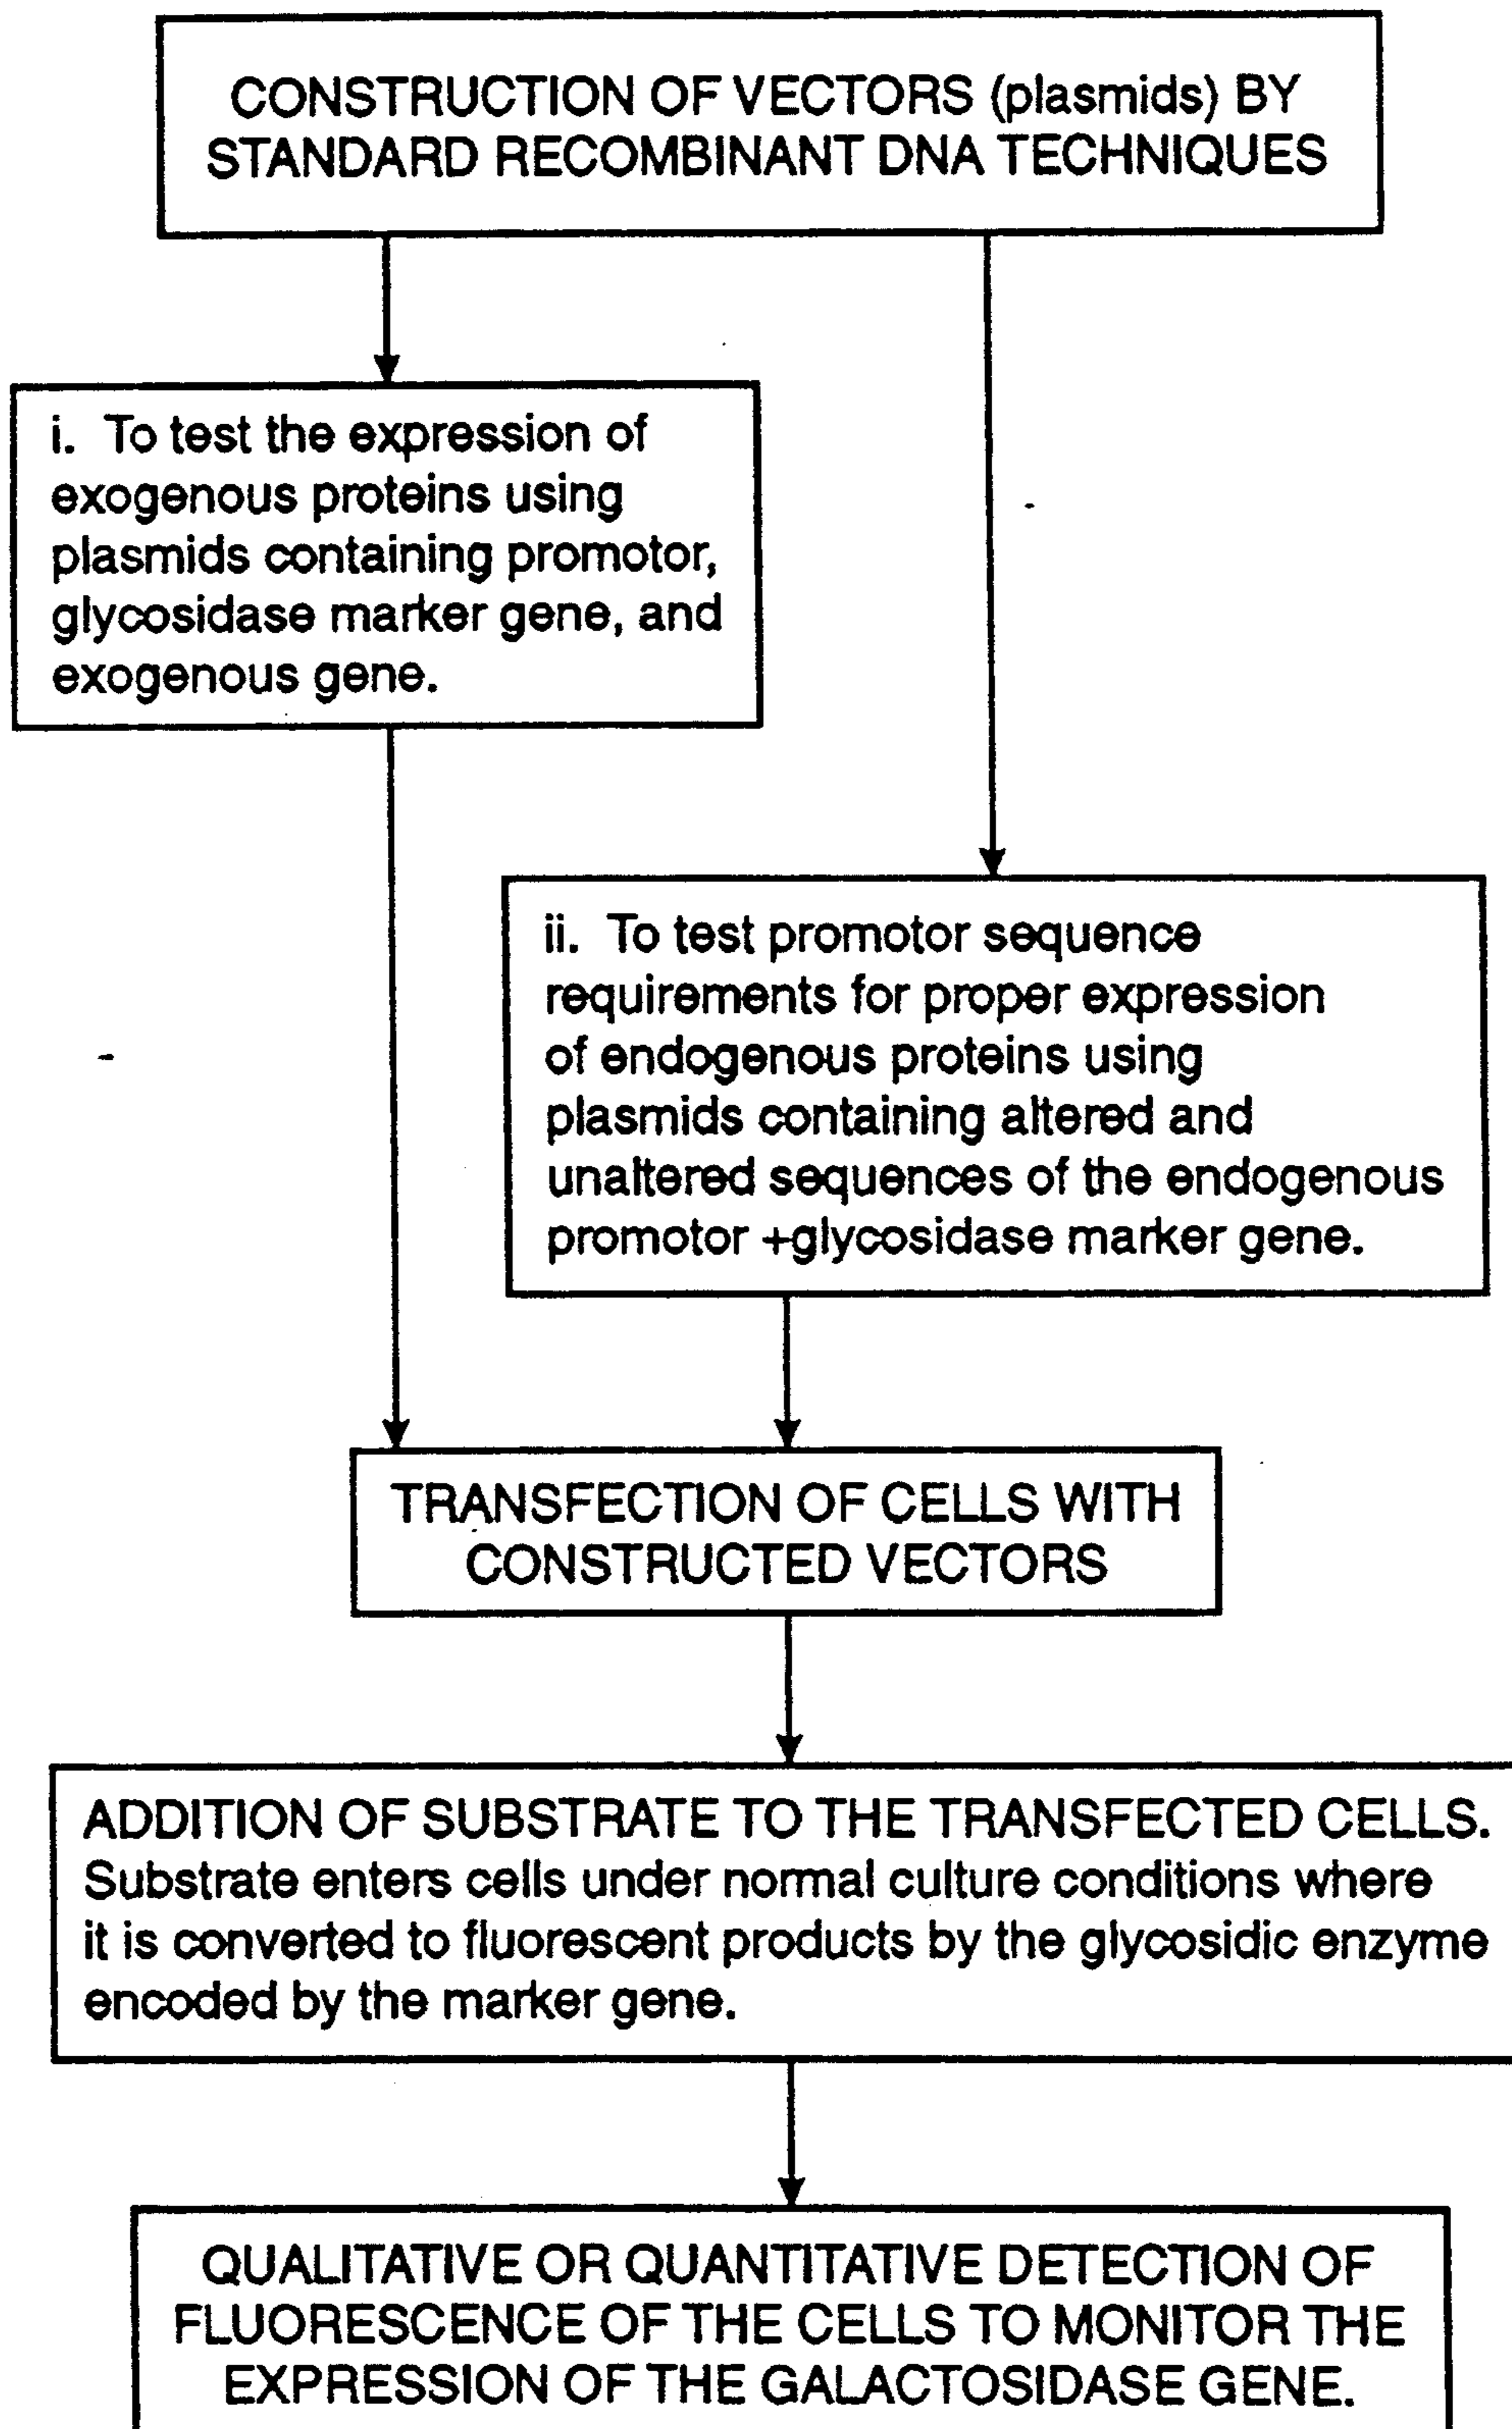 CONSTRUCTION OF VECTORS (plasmids) BY
STANDARD RECOMBINANT DNA TECHNIQUES
i. To test the expression of
exogenous proteins using
plasmids containing promotor,
glycosidase marker gene, and
exogenous gene.
ii. To test promotor sequence
requirements for proper expression
of endogenous proteins using
plasmids containing altered and
unaltered sequences of the endogenous
promotor +glycosidase marker gene.
TRANSFECTION OF CELLS WITH
CONSTRUCTED VECTORS
ADDITION OF SUBSTRATE TO THE TRANSFECTED CELLS.
Substrate enters cells under normal culture conditions where
it is converted to fluorescent products by the glycosidic enzyme
encoded by the marker gene.
QUALITATIVE OR QUANTITATIVE DETECTION OF
FLUORESCENCE OF THE CELLS TO MONITOR THE
EXPRESSION OF THE GALACTOSIDASE GENE.